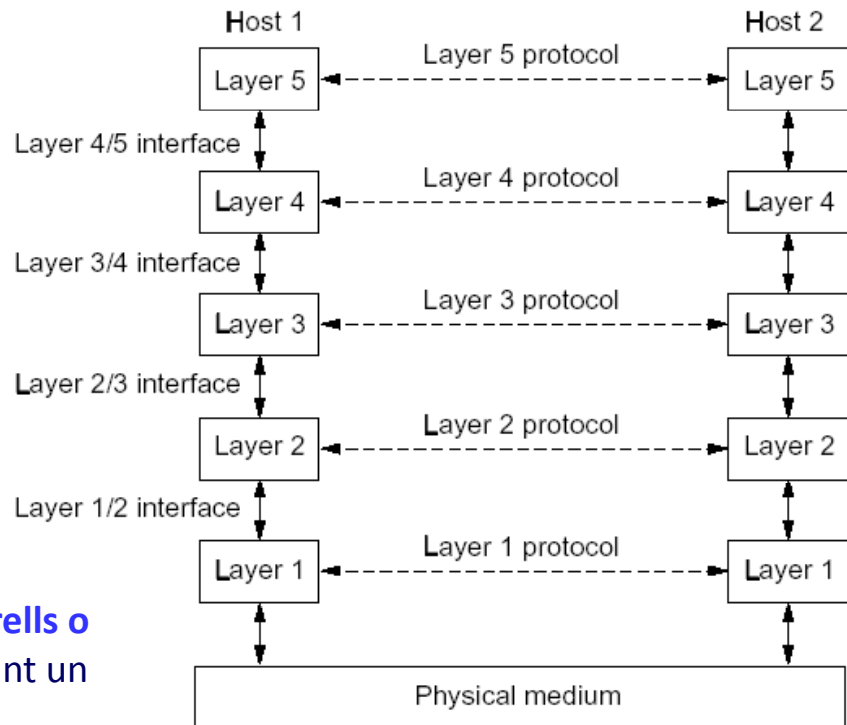 Host 1 Host 2
Layer 5 protocol
Layer 5 Layer 5
Layer 4/5 interface
Layer 4 protocol
Layer 4 Layer 4
Layer 3/4 interface
Layer 3 protocol
Layer 3 Layer 3
Layer 2/3 interface
Layer 2 protocol
Layer 2 Layer 2
Layer 1/2 interface
Layer 1 protocol
Layer 1 Layer 1
rells o
nt un
Physical medium